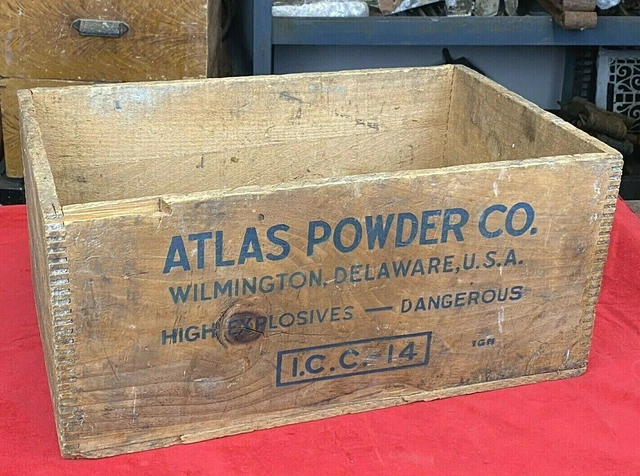 ATLAS POWDER CO.
WILMINGTON, DELAWARE, U.S.A.
HIGH EXPLOSIVES — DANGEROUS
I.C.C.-14